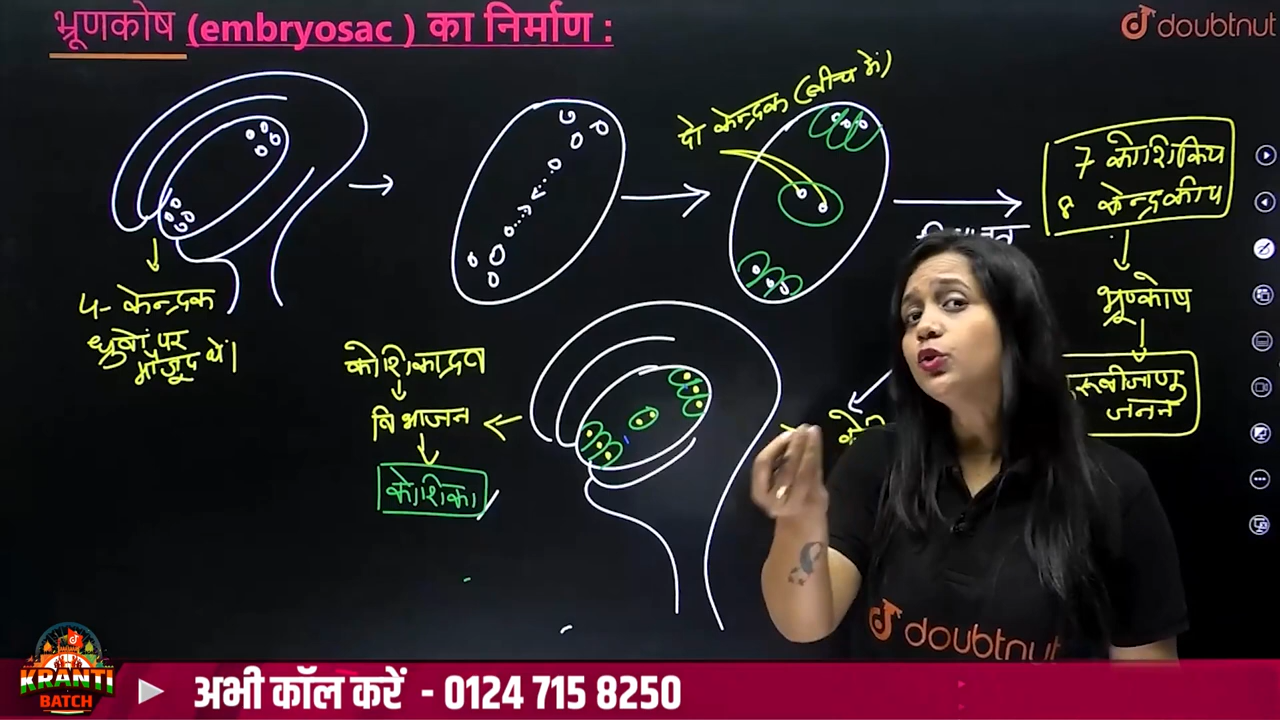 भ्रूणकोष (embryosac ) का निर्माण :
doubtnut
दो केन्द्रक (बीच में)
7 कोशिकिय
8 केन्द्रकीय
भ्रूणकोष
जनन
4- केन्द्रक
ध्रुवों पर
मौजूद थे।
कोशिकाद्रव
विभाजन
कोशिका
doubtnut
KRANTI
BATCH
अभी कॉल करें - 0124 715 8250